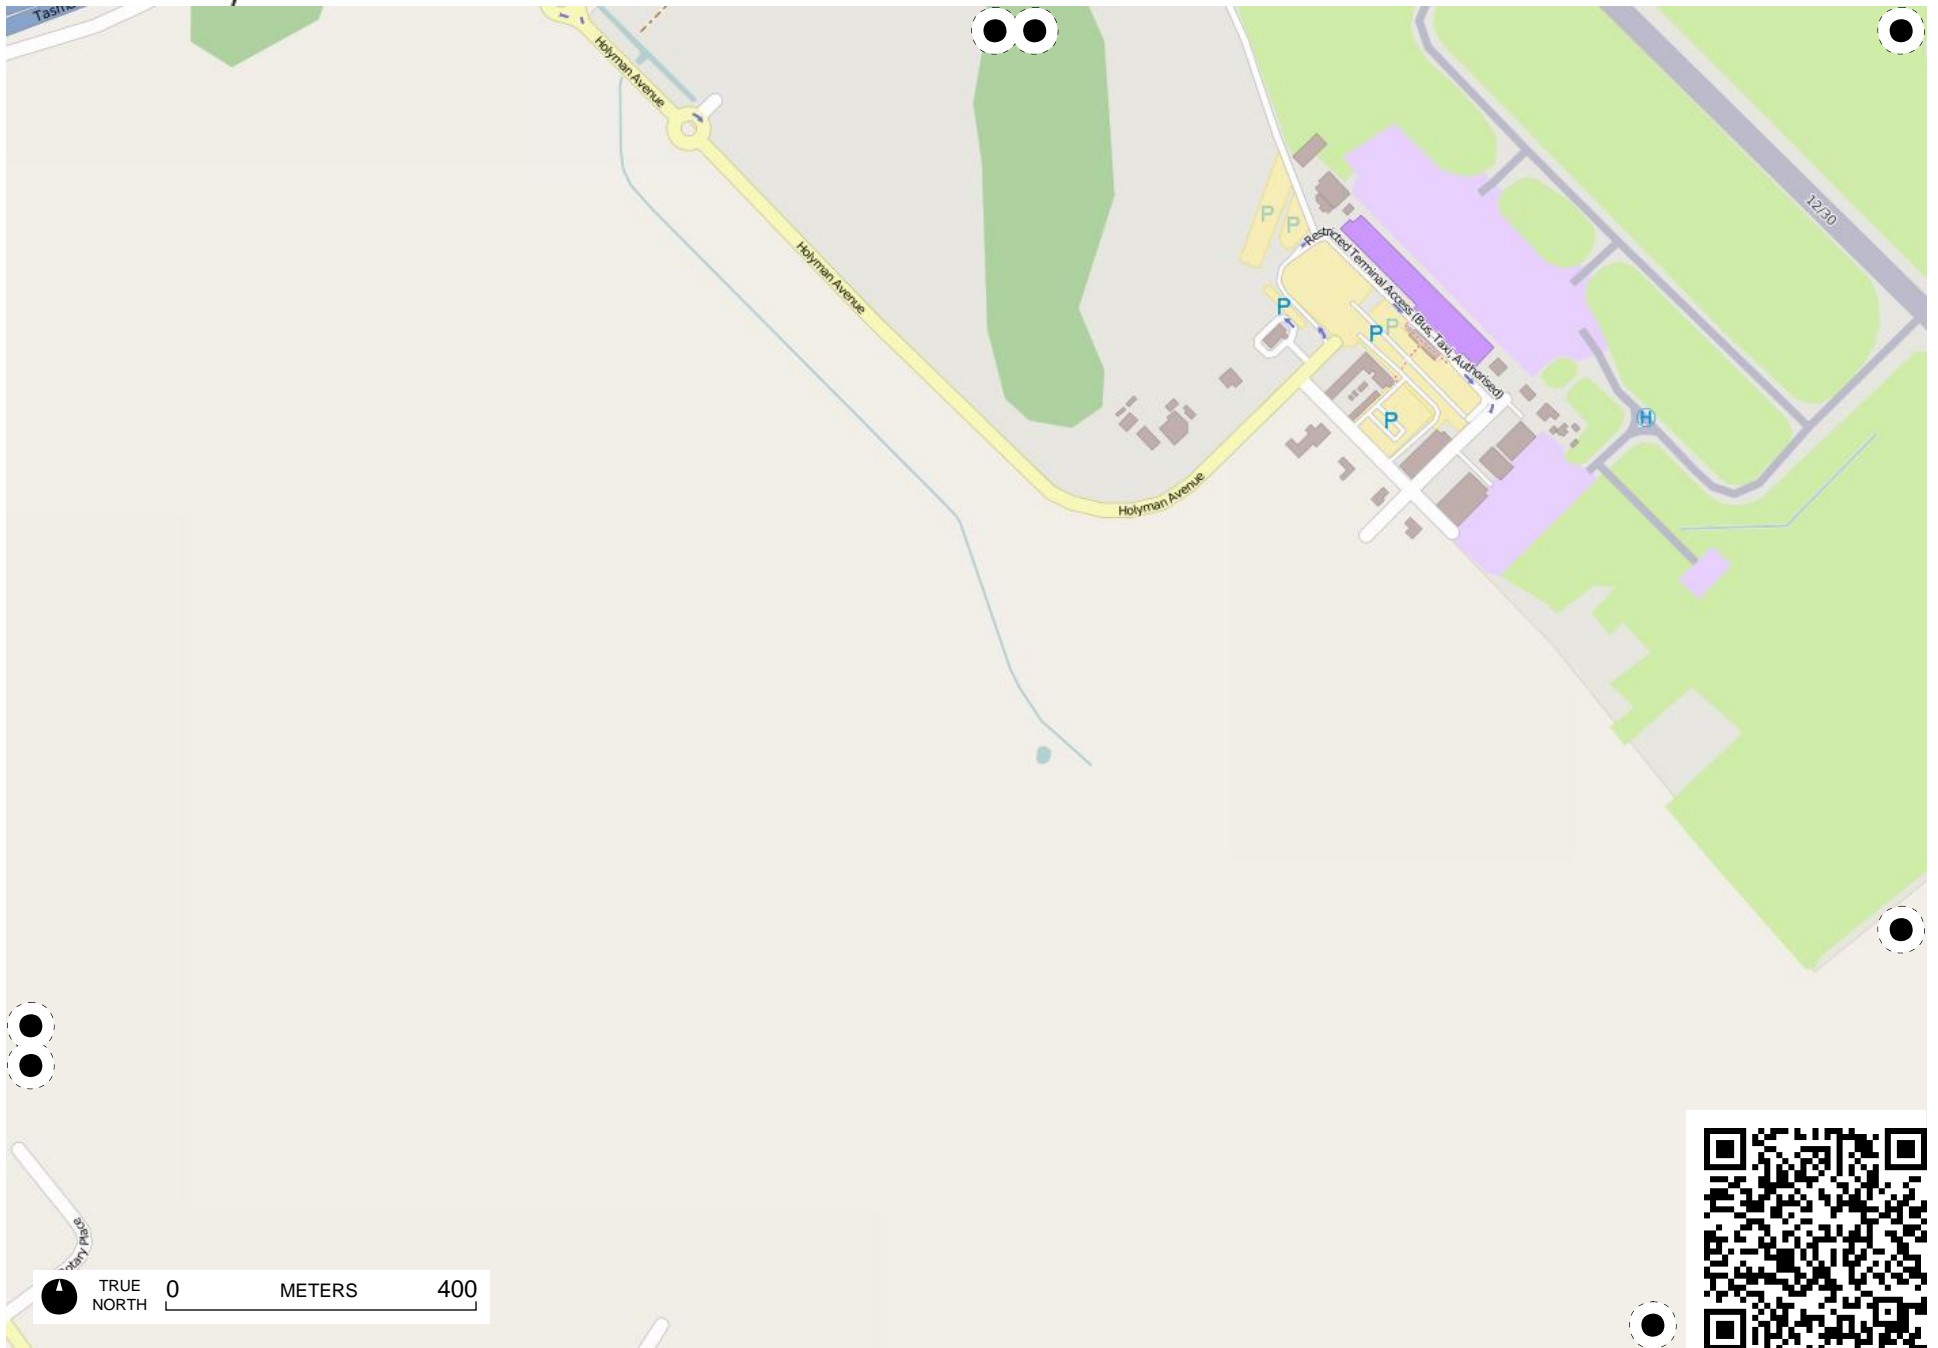 Holyman Avenue
12/30
P
P
Restricted Terminal Access (Bus, Taxi, Authorised)
Holyman Avenue
P
P
P
P
H
Holyman Avenue
TRUE NORTH
0 METERS 400